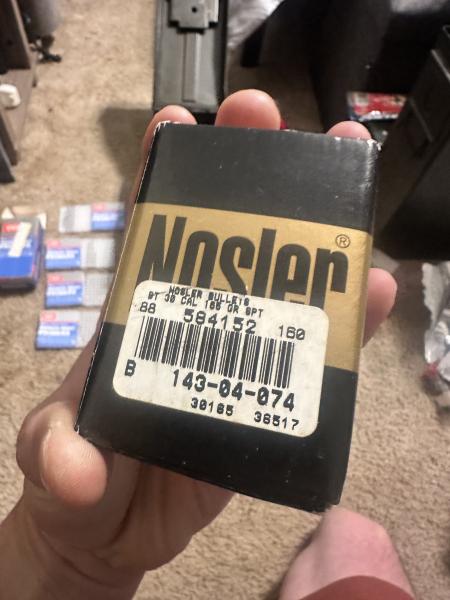 Nosler®
NOSLER BULLETS
BT 30 CAL 165 GR SPT
88 584152 160
B 143-04-074
30165 36517